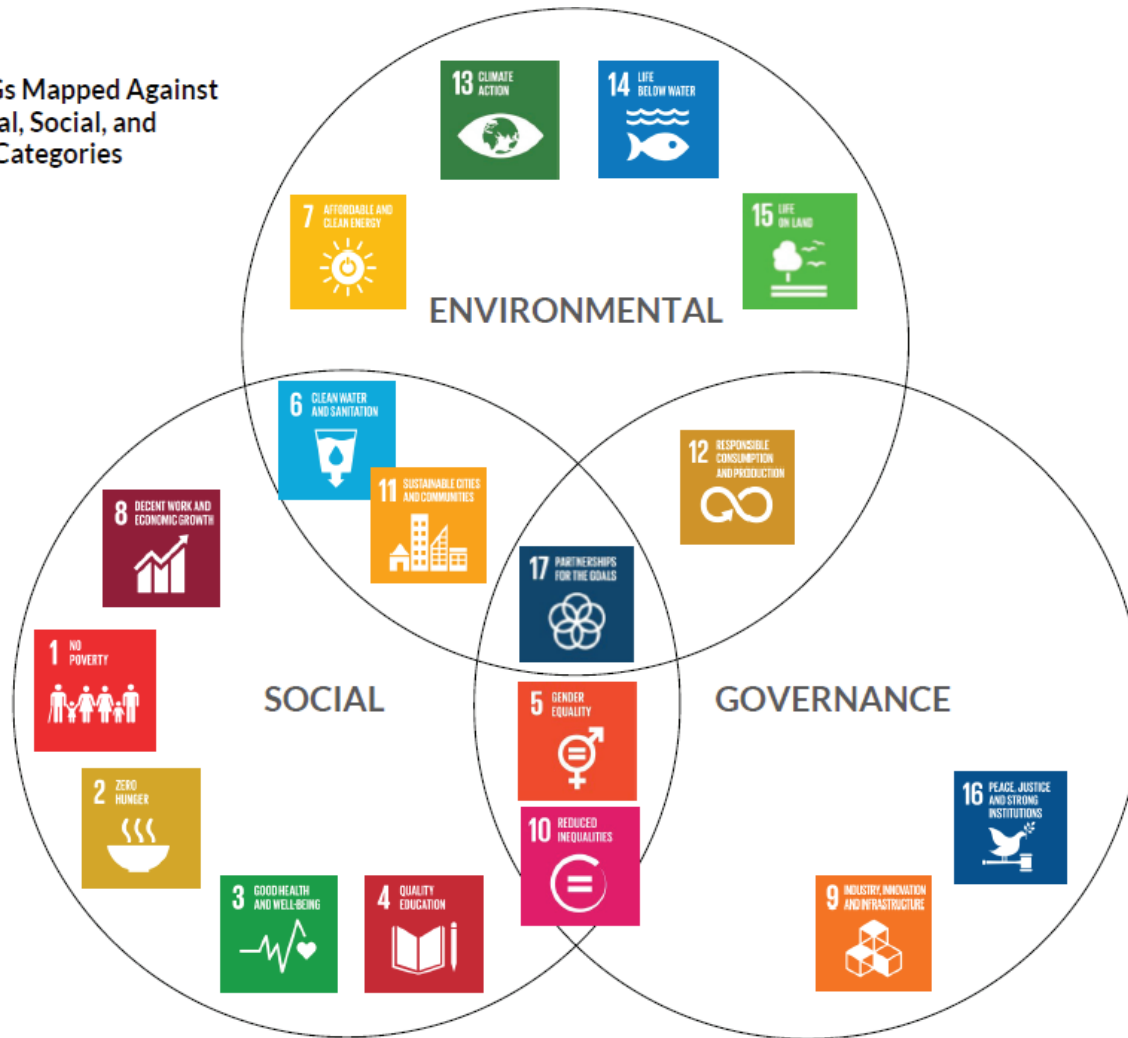 Gs Mapped Against
al, Social, and
Categories
13 CLIMATE
ACTION
14 LIFE
BELOW WATER
7 AFFORDABLE AND
CLEAN ENERGY
15 LIFE
ON LAND
ENVIRONMENTAL
6 CLEAN WATER
AND SANITATION
12 RESPONSIBLE
CONSUMPTION
AND PRODUCTION
11 SUSTAINABLE CITIES
AND COMMUNITIES
8 DECENT WORK AND
ECONOMIC GROWTH
17 PARTNERSHIPS
FOR THE GOALS
1 NO
POVERTY
SOCIAL
5 GENDER
EQUALITY
GOVERNANCE
2 ZERO
HUNGER
16 PEACE, JUSTICE
AND STRONG
INSTITUTIONS
10 REDUCED
INEQUALITIES
3 GOOD HEALTH
AND WELL-BEING
4 QUALITY
EDUCATION
9 INDUSTRY, INNOVATION
AND INFRASTRUCTURE